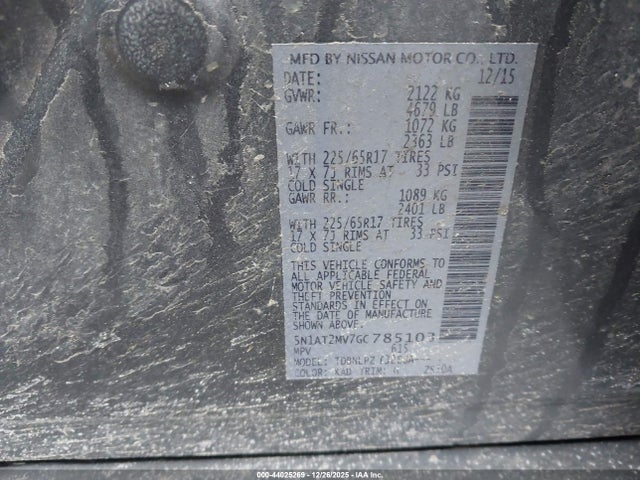 MFD BY NISSAN MOTOR CO., LTD.
DATE: 12/15
GVWR: 2122 KG
4679 LB
GAWR FR.: 1072 KG
2363 LB
WITH 225/65R17 TIRES
17 X 7J RIMS AT 33 PSI
COLD SINGLE
GAWR RR.: 1089 KG
2401 LB
WITH 225/65R17 TIRES
17 X 7J RIMS AT 33 PSI
COLD SINGLE
THIS VEHICLE CONFORMS TO
ALL APPLICABLE FEDERAL
MOTOR VEHICLE SAFETY AND
THEFT PREVENTION
STANDARDS IN EFFECT ON
THE DATE OF MANUFACTURE
SHOWN ABOVE.
5N1AT2MV7GC785103
MPV
MODEL:
COLOR: KAD TRIM: G
000-44025269 - 12/26/2025 - IAA Inc.